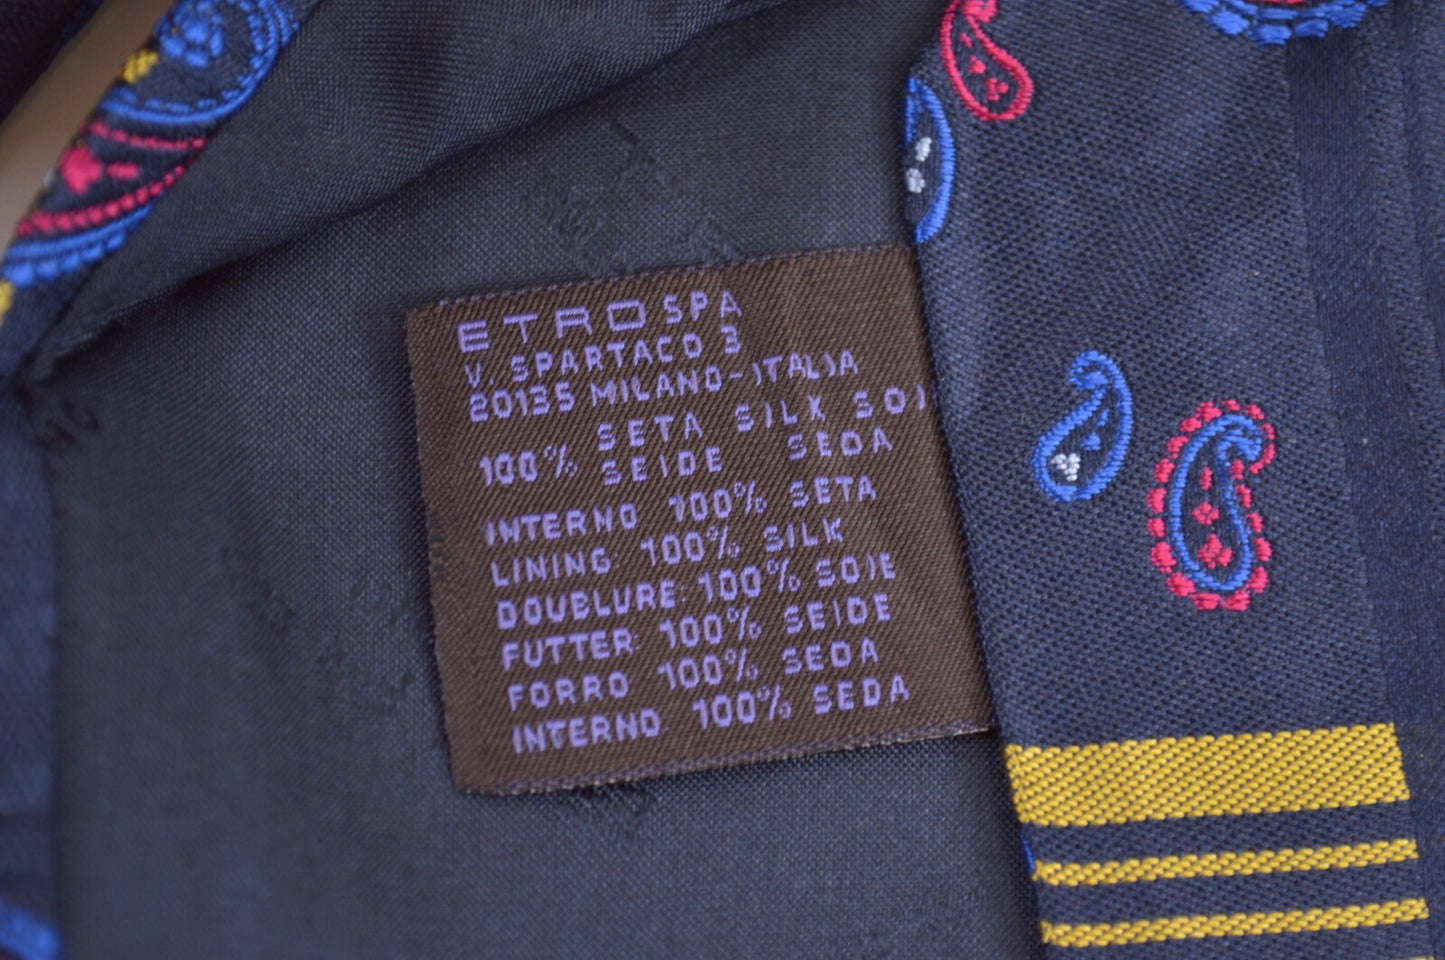 ETRO SPA
V. SPARTACO 3
20135 MILANO-ITALIA
100% SETA SILK SOI
SEIDE SEDA
INTERNO 100% SETA
LINING: 100% SILK
DOUBLURE: 100% SOIE
FUTTER: 100% SEIDE
FORRO 100% SEDA
INTERNO 100% SEDA